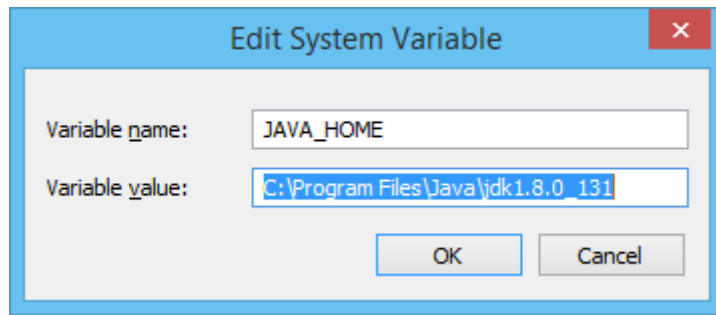 Edit System Variable
Variable name: JAVA_HOME
Variable value: C:\Program Files\Java\jdk1.8.0_131
OK Cancel